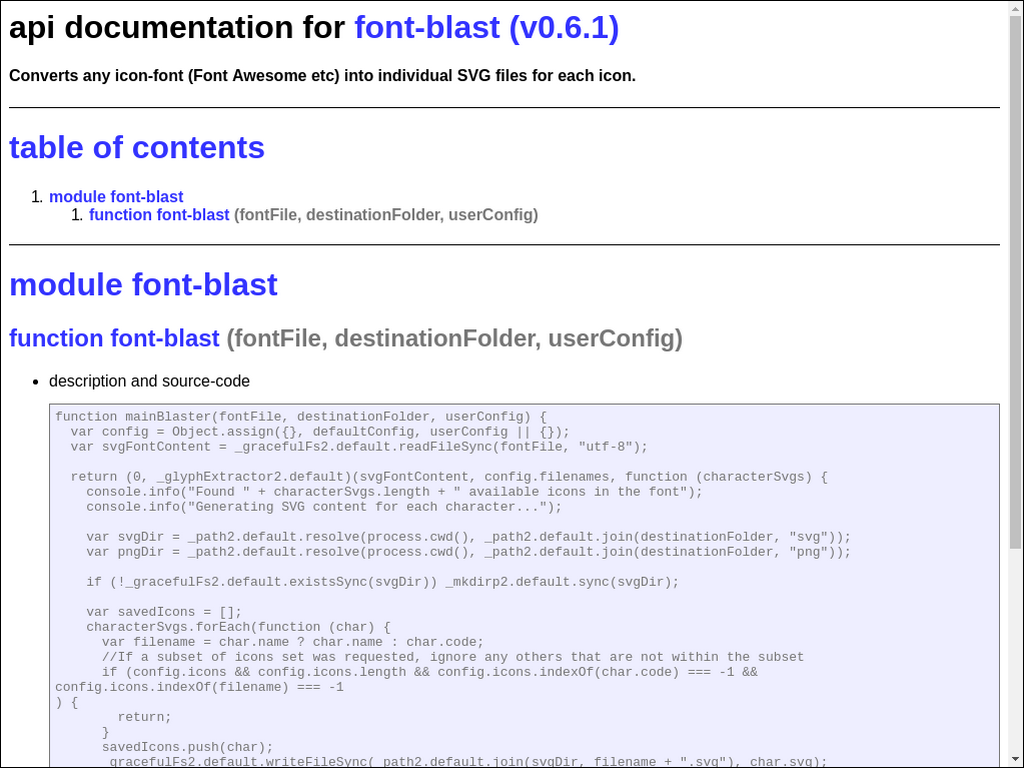 api documentation for font-blast (v0.6.1)
Converts any icon-font (Font Awesome etc) into individual SVG files for each icon.
table of contents
1. module font-blast
1. function font-blast (fontFile, destinationFolder, userConfig)
module font-blast
function font-blast (fontFile, destinationFolder, userConfig)
• description and source-code
function mainBlaster(fontFile, destinationFolder, userConfig) {
  var config = Object.assign({}, defaultConfig, userConfig || {});
  var svgFontContent = _gracefulFs2.default.readFileSync(fontFile, "utf-8");
  return (0, _glyphExtractor2.default)(svgFontContent, config.filenames, function (characterSvgs) {
    console.info("Found " + characterSvgs.length + " available icons in the font");
    console.info("Generating SVG content for each character...");
    var svgDir = _path2.default.resolve(process.cwd(), _path2.default.join(destinationFolder, "svg"));
    var pngDir = _path2.default.resolve(process.cwd(), _path2.default.join(destinationFolder, "png"));
    if (!_gracefulFs2.default.existsSync(svgDir)) _mkdirp2.default.sync(svgDir);
    var savedIcons = [];
    characterSvgs.forEach(function (char) {
      var filename = char.name ? char.name : char.code;
      //If a subset of icons set was requested, ignore any others that are not within the subset
      if (config.icons && config.icons.length && config.icons.indexOf(char.code) === -1 &&
config.icons.indexOf(filename) === -1
) {
        return;
      }
      savedIcons.push(char);
      _gracefulFs2.default.writeFileSync(_path2.default.join(svgDir, filename + ".svg"), char.svg);